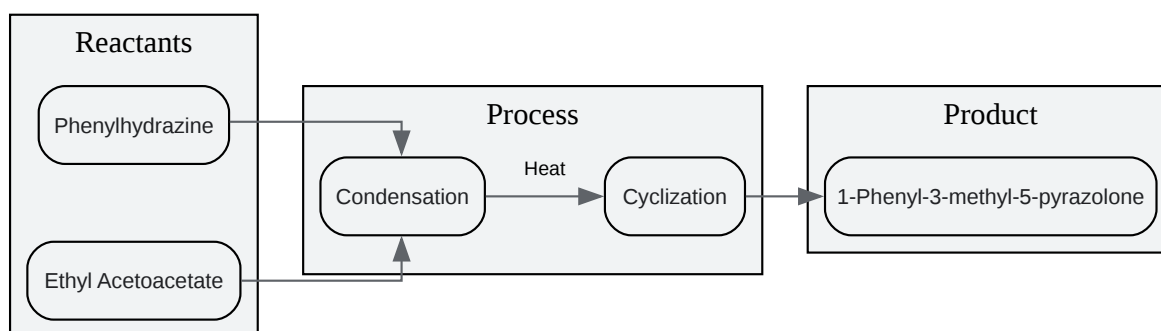 Reactants
Phenylhydrazine
Ethyl Acetoacetate
Process
Condensation
Heat
Cyclization
Product
1-Phenyl-3-methyl-5-pyrazolone